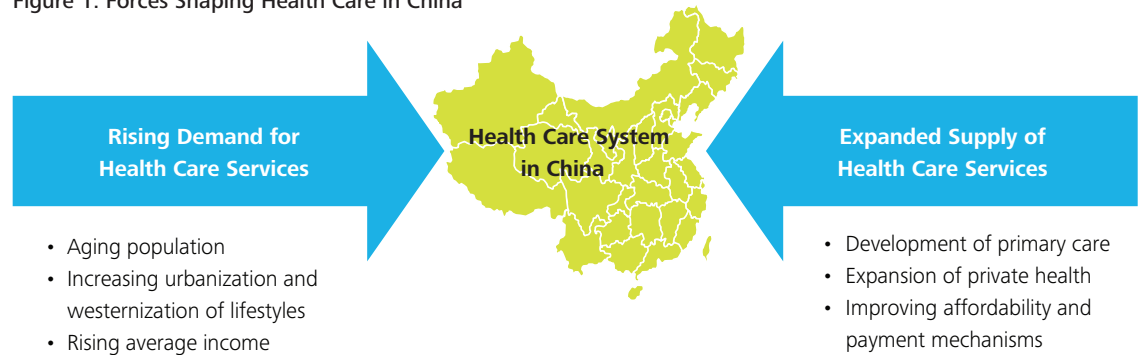 Figure 1: Forces Shaping Health Care in China
Rising Demand for
Health Care Services
Health Care System
in China
Expanded Supply of
Health Care Services
• Aging population
• Increasing urbanization and
westernization of lifestyles
• Rising average income
• Development of primary care
• Expansion of private health
• Improving affordability and
payment mechanisms